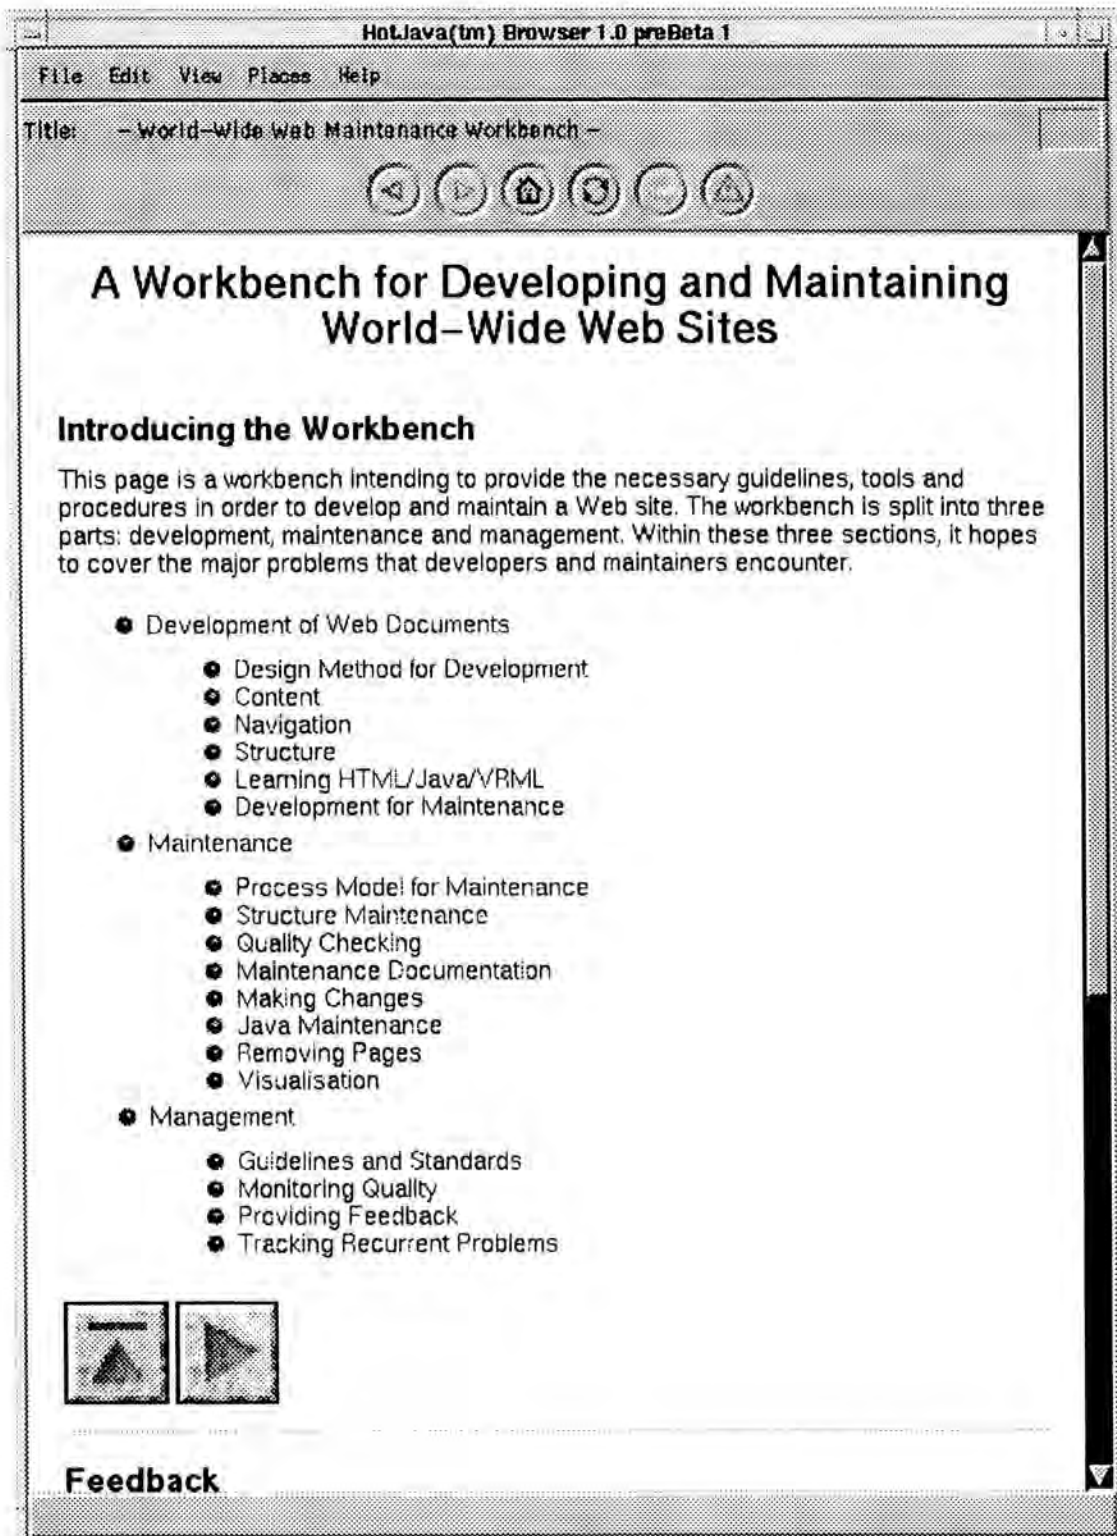 HotJava(tm) Browser 1.0 preBeta 1
File Edit View Places Help
Title: - World-Wide Web Maintenance Workbench -
A Workbench for Developing and Maintaining
World-Wide Web Sites
Introducing the Workbench
This page is a workbench intending to provide the necessary guidelines, tools and
procedures in order to develop and maintain a Web site. The workbench is split into three
parts: development, maintenance and management. Within these three sections, it hopes
to cover the major problems that developers and maintainers encounter.
Development of Web Documents
Design Method for Development
Content
Navigation
Structure
Learning HTML/Java/VRML
Development for Maintenance
Maintenance
Process Model for Maintenance
Structure Maintenance
Quality Checking
Maintenance Documentation
Making Changes
Java Maintenance
Removing Pages
Visualisation
Management
Guidelines and Standards
Monitoring Quality
Providing Feedback
Tracking Recurrent Problems
Feedback